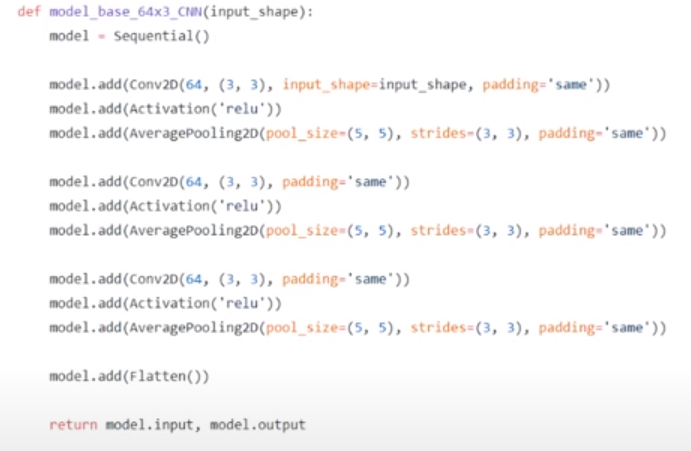 def model_base_64x3_CNN(input_shape):
    model = Sequential()

    model.add(Conv2D(64, (3, 3), input_shape=input_shape, padding='same'))
    model.add(Activation('relu'))
    model.add(AveragePooling2D(pool_size=(5, 5), strides=(3, 3), padding='same'))

    model.add(Conv2D(64, (3, 3), padding='same'))
    model.add(Activation('relu'))
    model.add(AveragePooling2D(pool_size=(5, 5), strides=(3, 3), padding='same'))

    model.add(Conv2D(64, (3, 3), padding='same'))
    model.add(Activation('relu'))
    model.add(AveragePooling2D(pool_size=(5, 5), strides=(3, 3), padding='same'))

    model.add(Flatten())

    return model.input, model.output